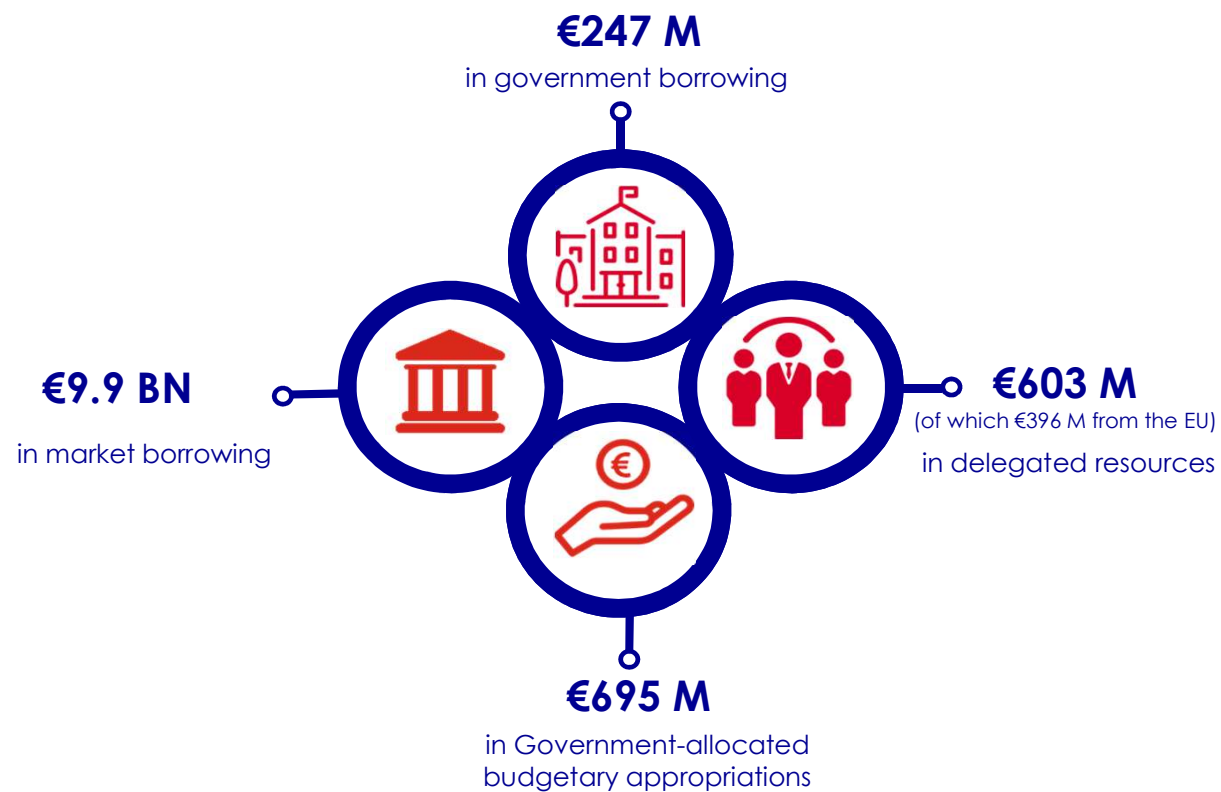 €247 M
in government borrowing
€9.9 BN
in market borrowing
€603 M
(of which €396 M from the EU)
in delegated resources
€
€695 M
in Government-allocated
budgetary appropriations